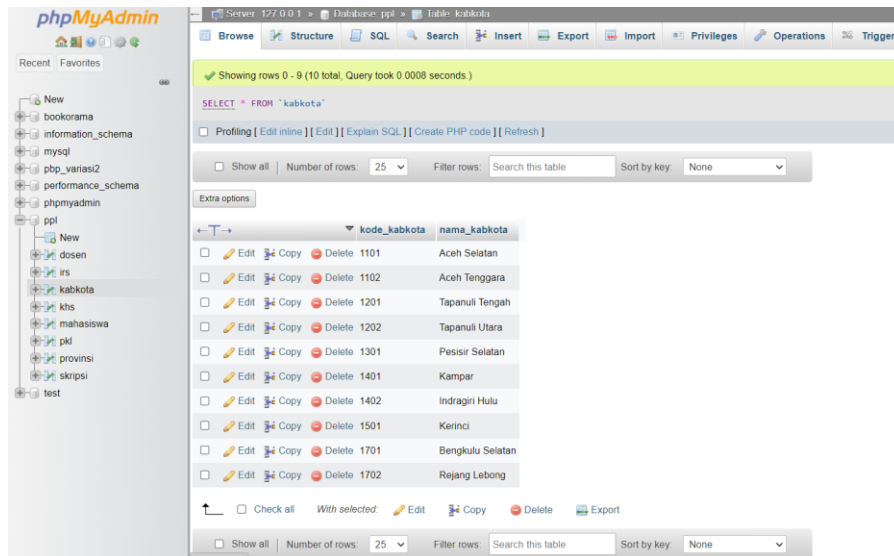 phpMyAdmin
Recent Favorites
New
bookorama
information_schema
mysql
pbp_variasi2
performance_schema
phpmyadmin
ppl
New
dosen
irs
kabkota
khs
mahasiswa
pkl
provinsi
skripsi
test
Server: 127.0.0.1 » Database: ppl » Table: kabkota
Browse Structure SQL Search Insert Export Import Privileges Operations Trigger
Showing rows 0 - 9 (10 total, Query took 0.0008 seconds.)
SELECT * FROM `kabkota`
Profiling [ Edit inline ] [ Edit ] [ Explain SQL ] [ Create PHP code ] [ Refresh ]
Show all Number of rows: 25 Filter rows: Search this table Sort by key: None
Extra options
kode_kabkota nama_kabkota
Edit Copy Delete 1101 Aceh Selatan
Edit Copy Delete 1102 Aceh Tenggara
Edit Copy Delete 1201 Tapanuli Tengah
Edit Copy Delete 1202 Tapanuli Utara
Edit Copy Delete 1301 Pesisir Selatan
Edit Copy Delete 1401 Kampar
Edit Copy Delete 1402 Indragiri Hulu
Edit Copy Delete 1501 Kerinci
Edit Copy Delete 1701 Bengkulu Selatan
Edit Copy Delete 1702 Rejang Lebong
Check all With selected: Edit Copy Delete Export
Show all Number of rows: 25 Filter rows: Search this table Sort by key: None